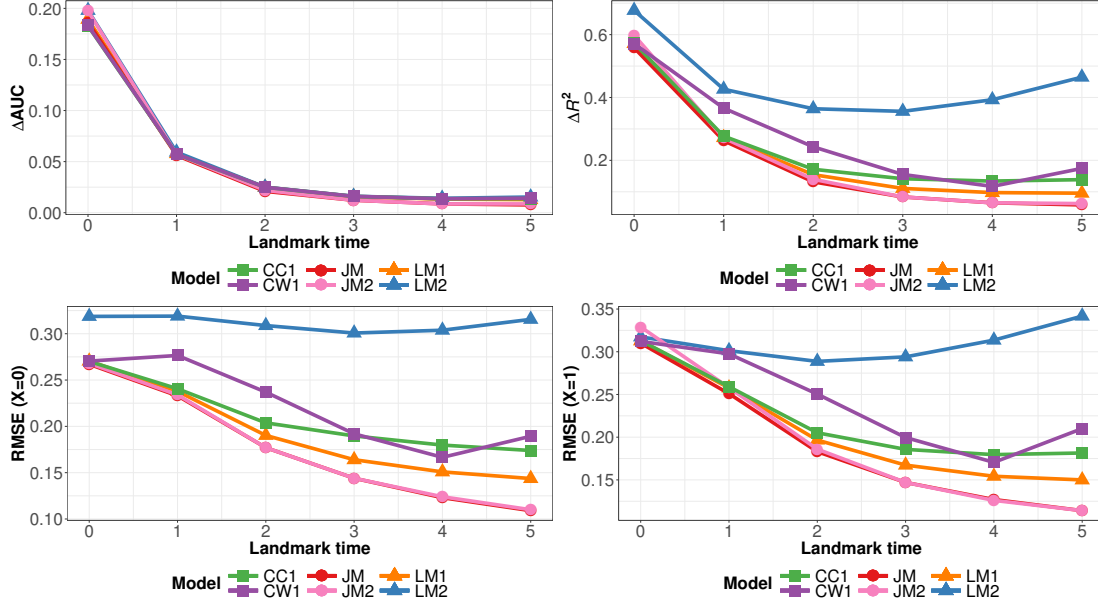 ΔAUC
0.20
0.15
0.10
0.05
0.00
0 1 2 3 4 5
Landmark time
Model CC1 JM LM1
CW1 JM2 LM2
ΔR²
0.6
0.4
0.2
0 1 2 3 4 5
Landmark time
Model CC1 JM LM1
CW1 JM2 LM2
RMSE (X=0)
0.30
0.25
0.20
0.15
0.10
0 1 2 3 4 5
Landmark time
Model CC1 JM LM1
CW1 JM2 LM2
RMSE (X=1)
0.35
0.30
0.25
0.20
0.15
0 1 2 3 4 5
Landmark time
Model CC1 JM LM1
CW1 JM2 LM2